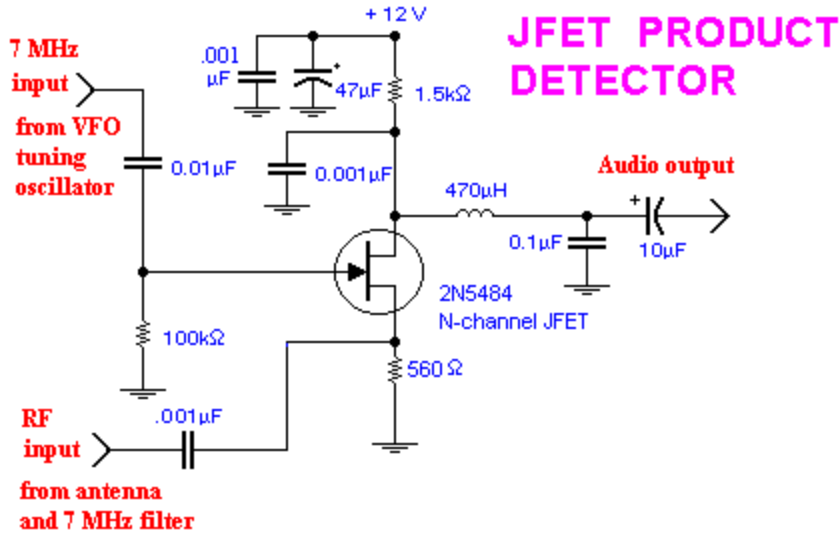 + 12 V
JFET PRODUCT
DETECTOR
7 MHz
input
from VFO
tuning
oscillator
.001
µF
+
47µF
1.5kΩ
0.01µF
0.001µF
470µH
Audio output
+
0.1µF
10µF
2N5484
N-channel JFET
100kΩ
560 Ω
.001µF
RF
input
from antenna
and 7 MHz filter